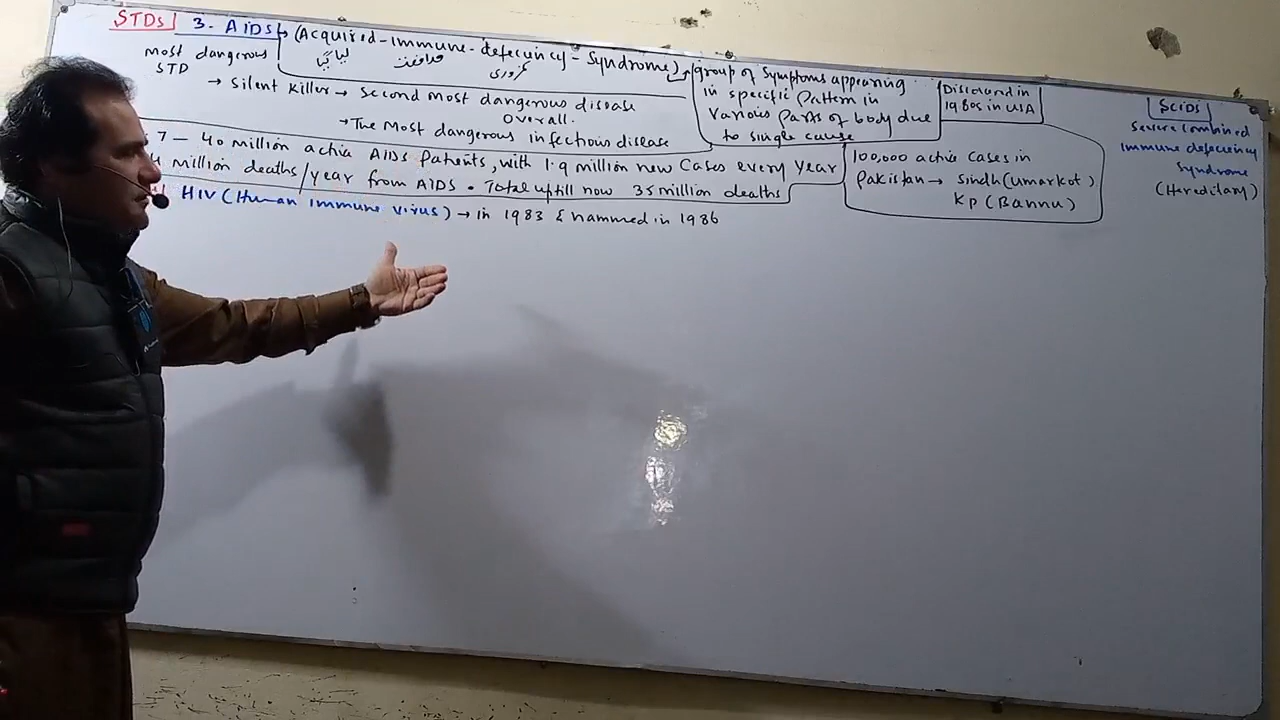 STDs 3. AIDS → (Acquired-immune-defeciency-Syndrome)
most dangerous STD
گیا گیا مدافعت کمزوری
→ Silent Killer → Second most dangerous disease
overall.
→ The Most dangerous infectious disease
group of Symptoms appearing
in specific pattern in
various parts of body due
to single cause
Discovered in
1980s in USA
SCIDS
Severe combined
immune defeciency
Syndrome
(Hereditary)
7 – 40 million active AIDS Patients, with 1.9 million new cases every year
million deaths/year from AIDS. Total uptill now 35 million deaths
100,000 active cases in
Pakistan → Sindh (Umarkot)
KP (Bannu)
HIV (Human immune virus) → in 1983 & nammed in 1986